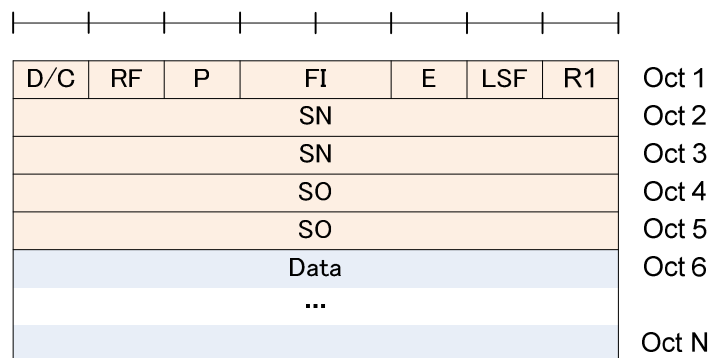 D/C RF P FI E LSF R1 Oct 1
SN Oct 2
SN Oct 3
SO Oct 4
SO Oct 5
Data Oct 6
...
Oct N